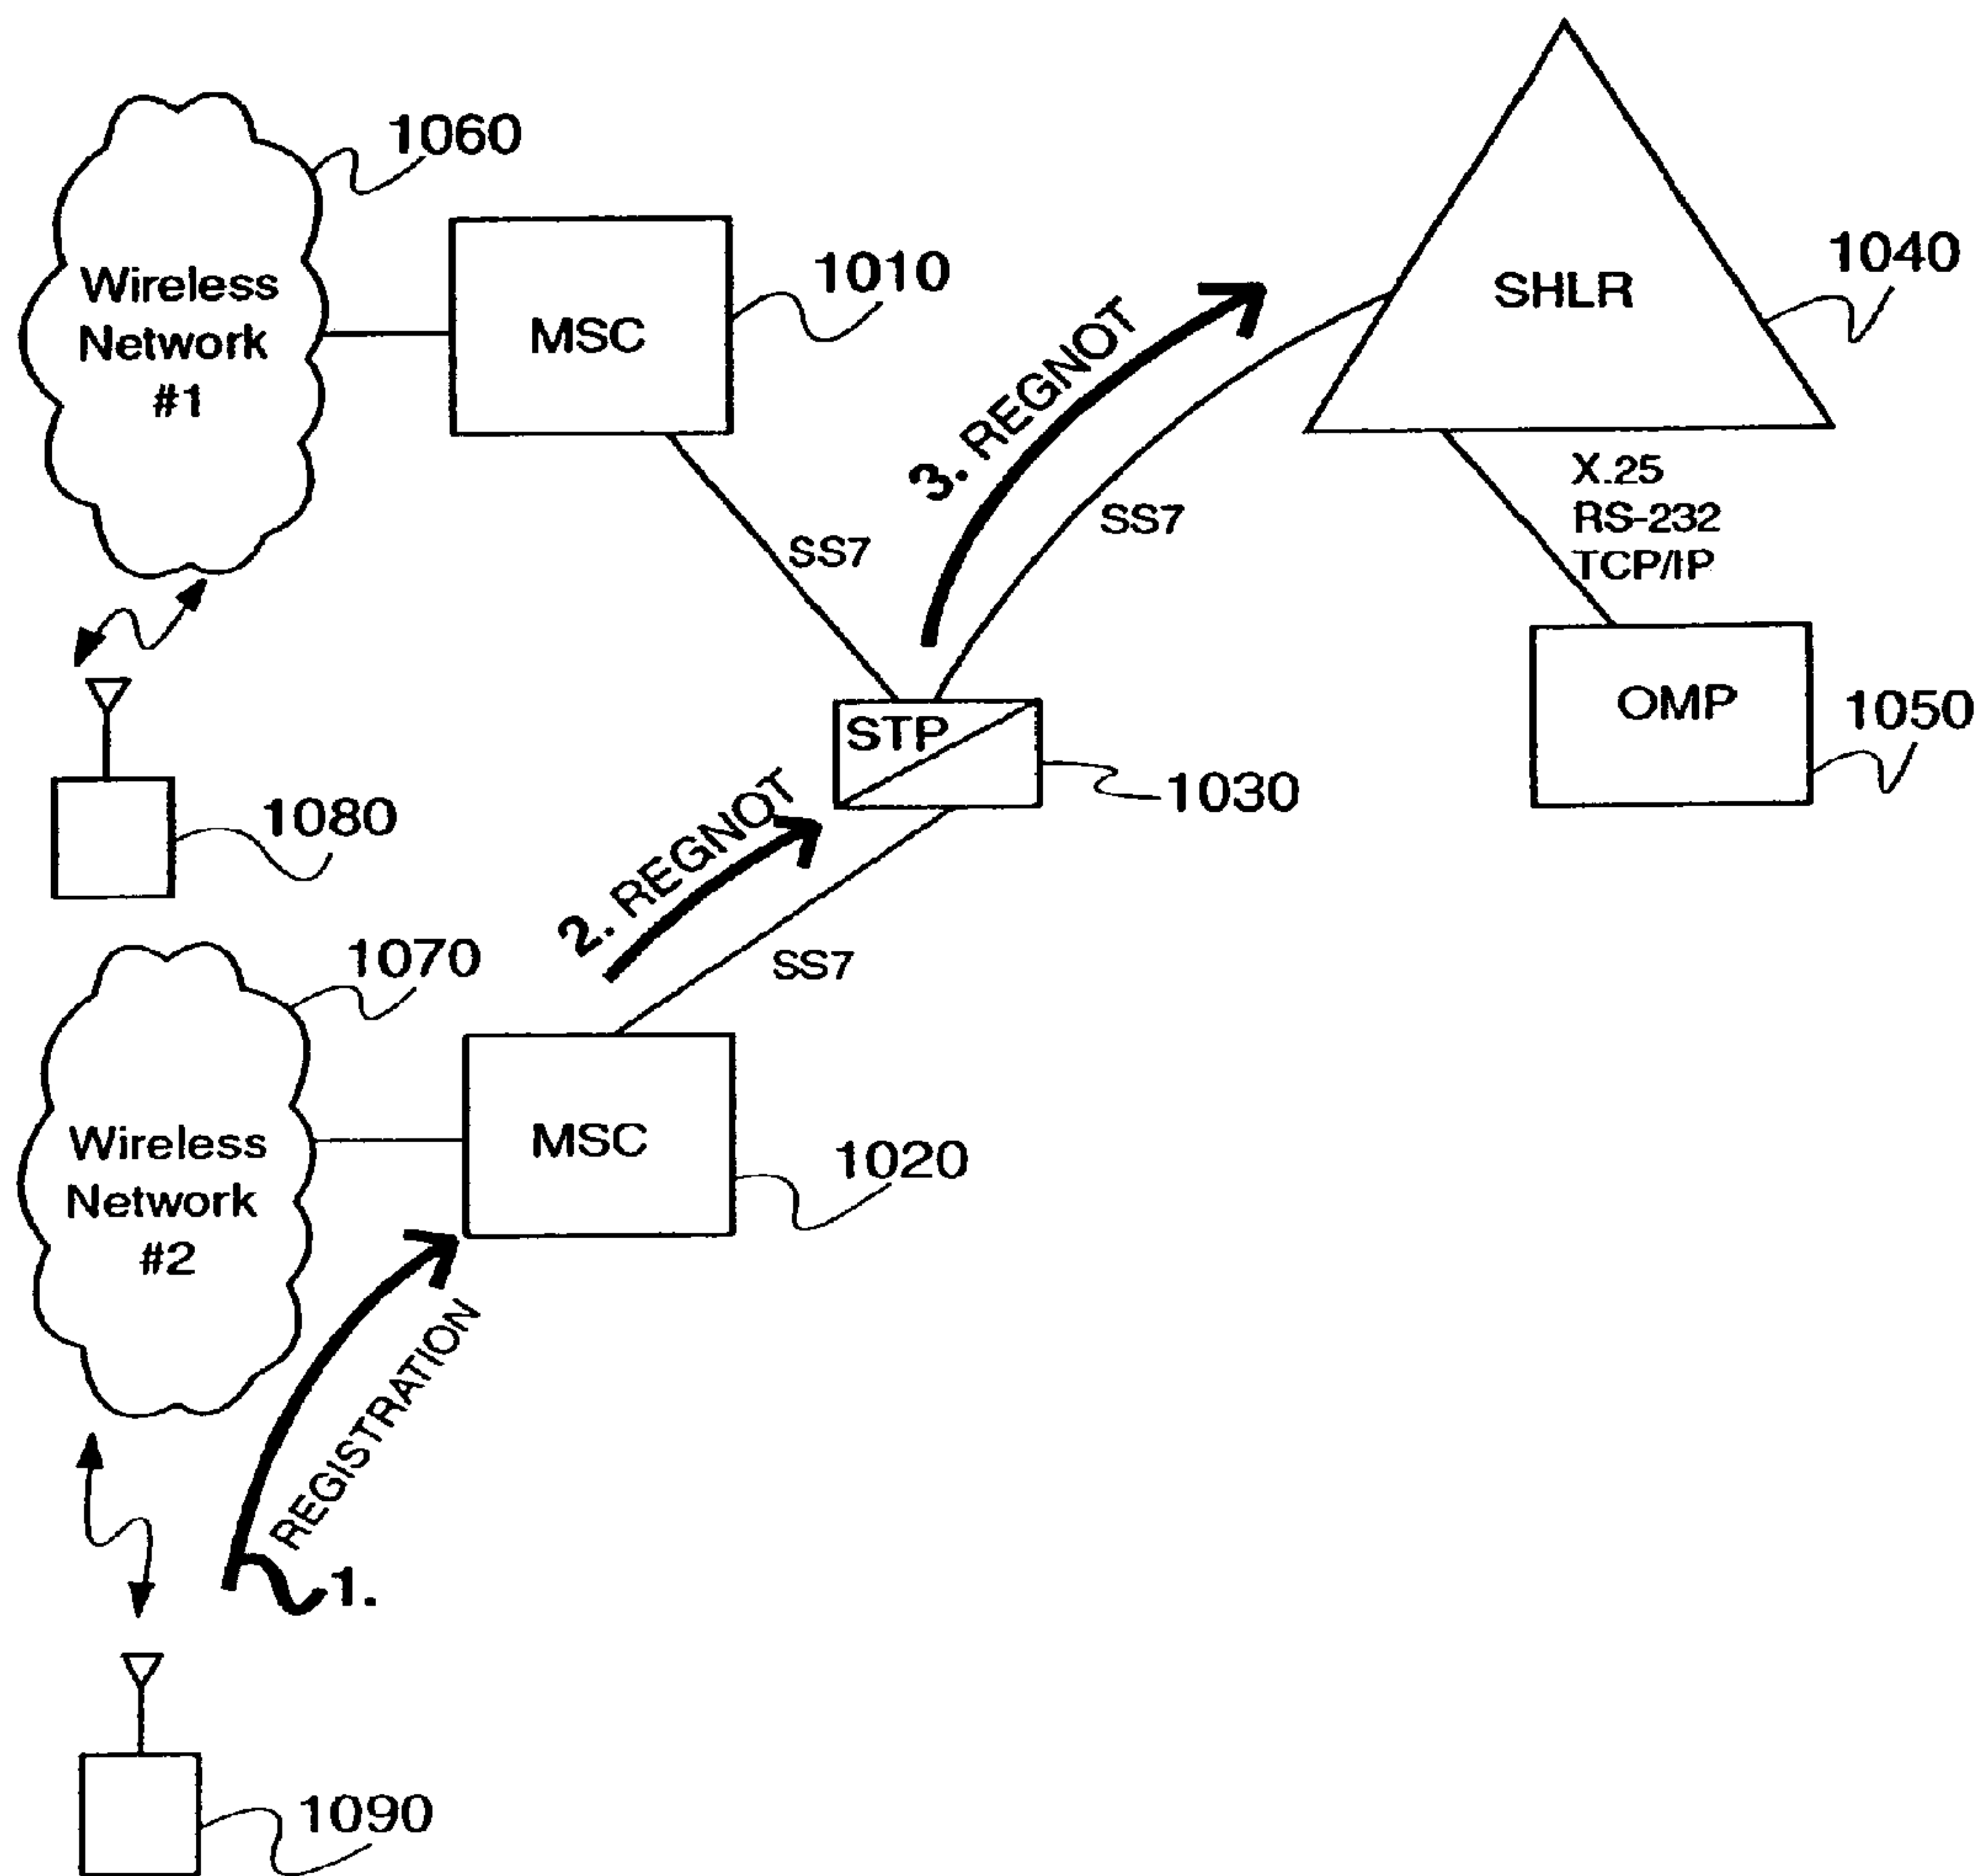 1060
Wireless
Network
#1
MSC
1010
SHLR
1040
3. REGNOT
SS7
SS7
X.25
RS-232
TCP/IP
STP
1030
OMP
1050
1080
2. REGNOT
SS7
1070
Wireless
Network
#2
MSC
1020
REGISTRATION
1.
1090